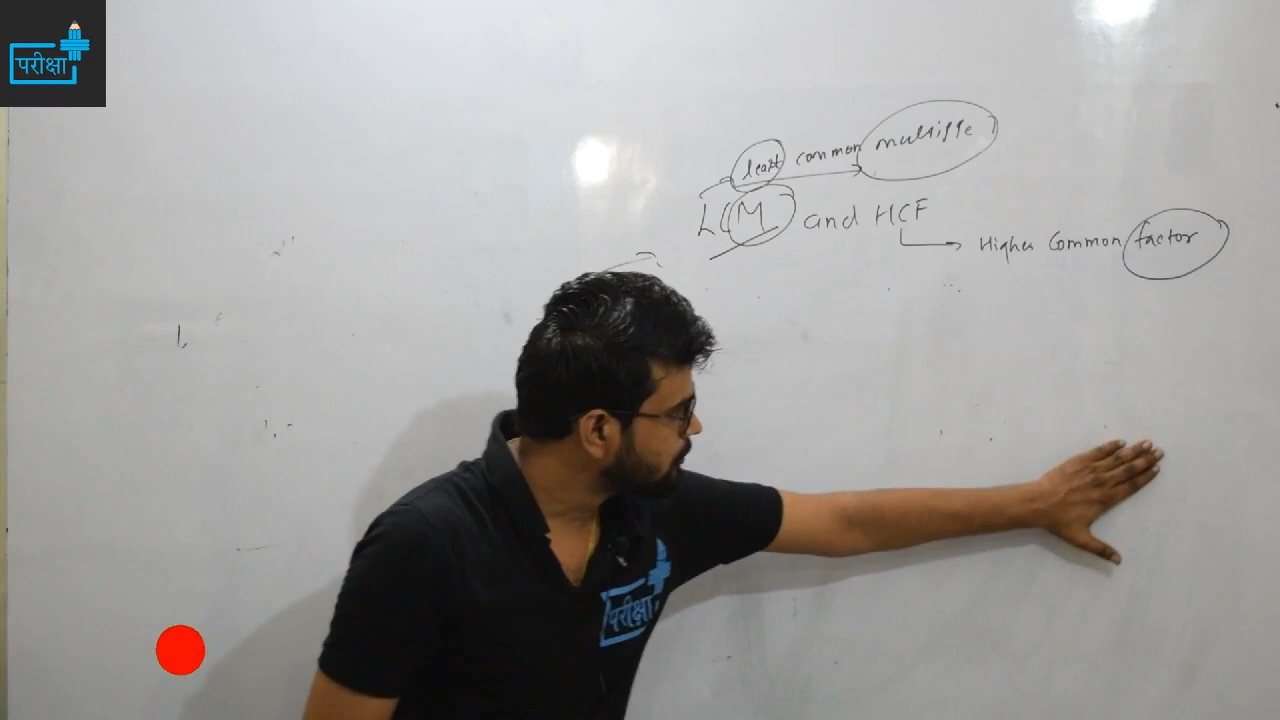 परीक्षा
least common multiple
LCM and HCF
Higher Common factor
परीक्षा